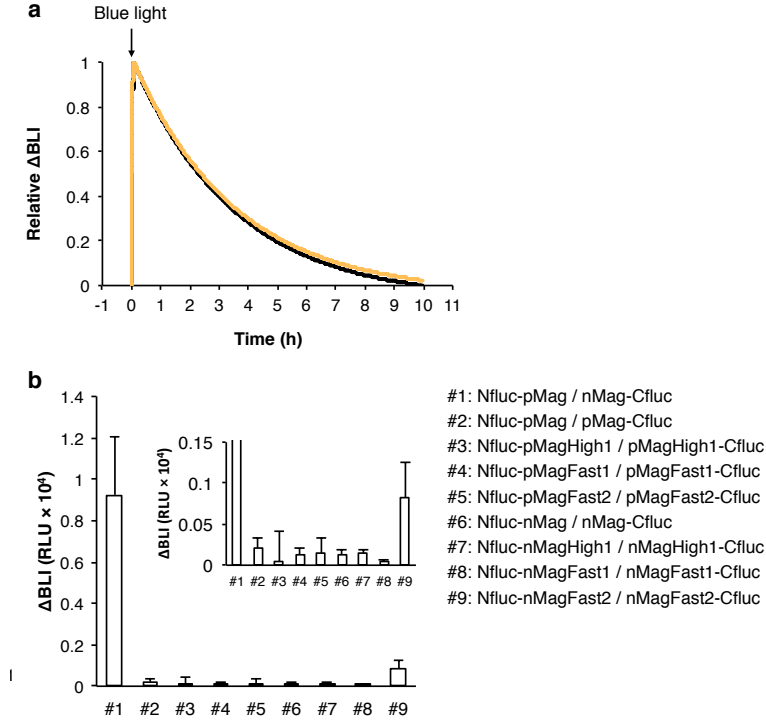 a
Blue light
1
0.8
0.6
0.4
0.2
0
Relative ΔBLI
-1 0 1 2 3 4 5 6 7 8 9 10 11
Time (h)
b
1.4
1.2
1
0.8
0.6
0.4
0.2
0
ΔBLI (RLU × 10⁴)
#1 #2 #3 #4 #5 #6 #7 #8 #9
0.15
0.1
0.05
0
ΔBLI (RLU × 10⁴)
#1 #2 #3 #4 #5 #6 #7 #8 #9
#1: Nfluc-pMag / nMag-Cfluc
#2: Nfluc-pMag / pMag-Cfluc
#3: Nfluc-pMagHigh1 / pMagHigh1-Cfluc
#4: Nfluc-pMagFast1 / pMagFast1-Cfluc
#5: Nfluc-pMagFast2 / pMagFast2-Cfluc
#6: Nfluc-nMag / nMag-Cfluc
#7: Nfluc-nMagHigh1 / nMagHigh1-Cfluc
#8: Nfluc-nMagFast1 / nMagFast1-Cfluc
#9: Nfluc-nMagFast2 / nMagFast2-Cfluc